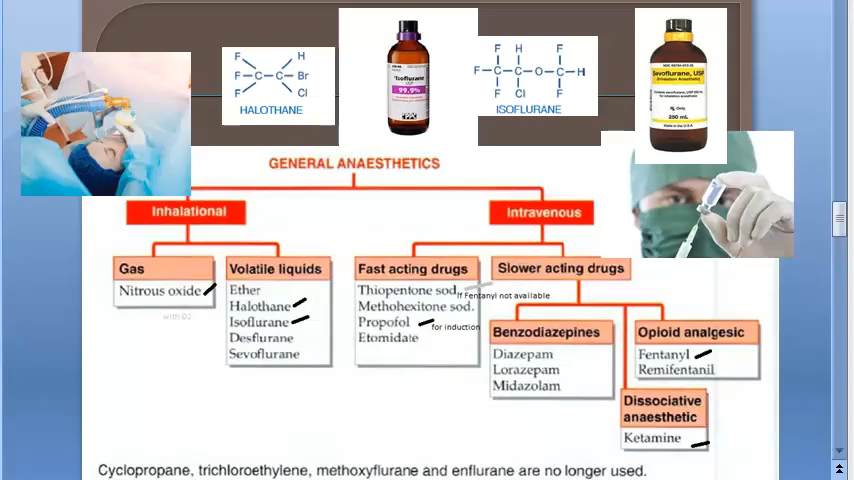 F
H
F
C
C
Br
F
Cl
HALOTHANE
Isoflurane
99.9%
F
H
F
F
C
C
O
C
H
F
Cl
F
ISOFLURANE
Sevoflurane, USP
Rx Only
250 mL
GENERAL ANAESTHETICS
Inhalational
Intravenous
Gas
Nitrous oxide
with O2
Volatile liquids
Ether
Halothane
Isoflurane
Desflurane
Sevoflurane
Fast acting drugs
Thiopentone sod.
if Fentanyl not available
Methohexitone sod.
Propofol
for induction
Etomidate
Slower acting drugs
Benzodiazepines
Diazepam
Lorazepam
Midazolam
Opioid analgesic
Fentanyl
Remifentanil
Dissociative
anaesthetic
Ketamine
Cyclopropane, trichloroethylene, methoxyflurane and enflurane are no longer used.